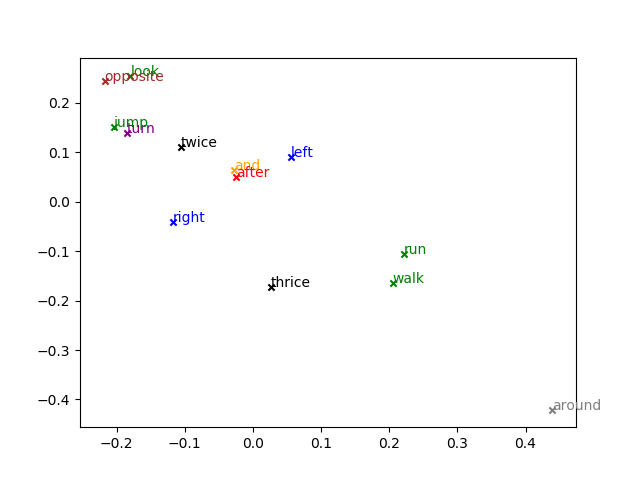 look
opposite
jump
turn
twice
and
after
left
right
run
walk
thrice
around
0.2
0.1
0.0
−0.1
−0.2
−0.3
−0.4
−0.2 −0.1 0.0 0.1 0.2 0.3 0.4